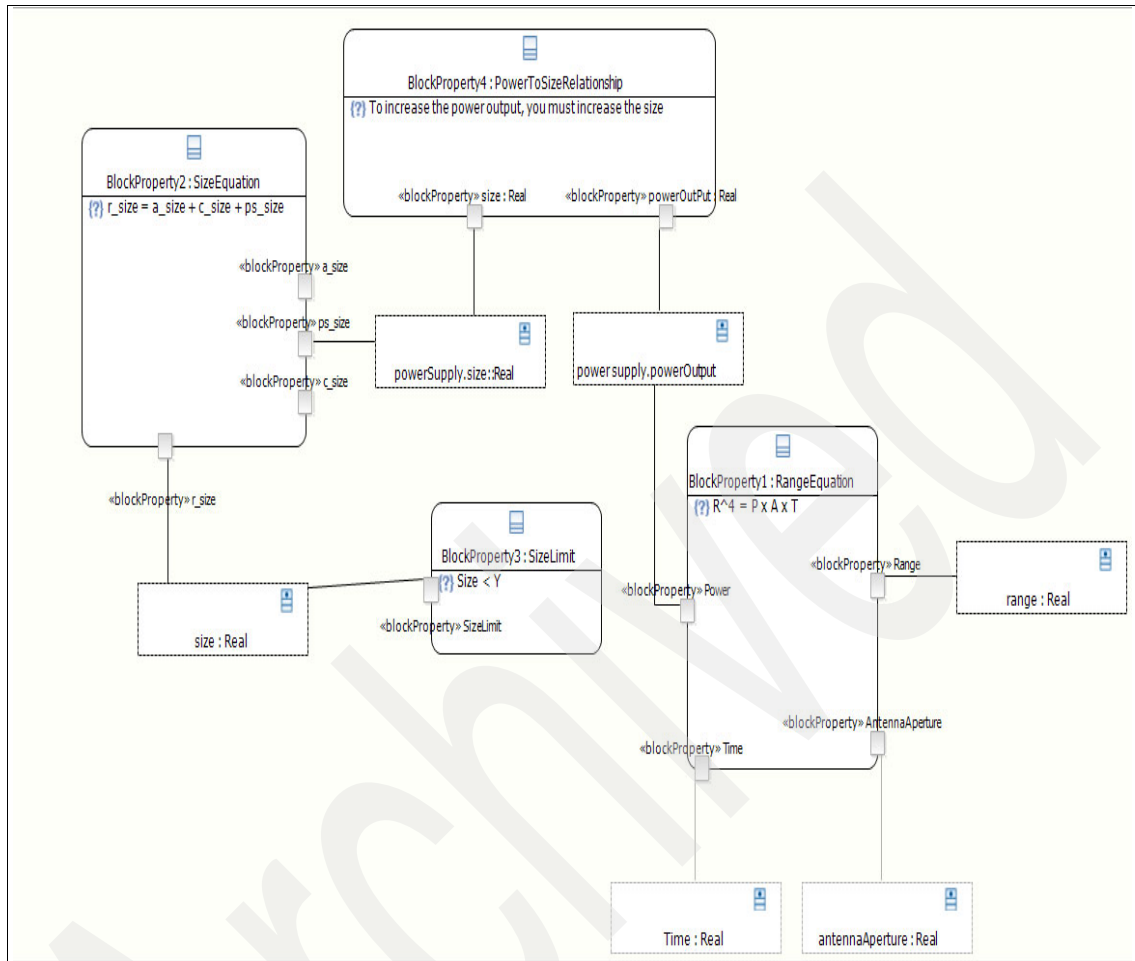 BlockProperty4 : PowerToSizeRelationship
{?} To increase the power output, you must increase the size
«blockProperty» size : Real
«blockProperty» powerOutPut : Real
BlockProperty2 : SizeEquation
{?} r_size = a_size + c_size + ps_size
«blockProperty» a_size
«blockProperty» ps_size
«blockProperty» c_size
powerSupply.size::Real
powersupply.powerOutput
«blockProperty» r_size
BlockProperty3 : SizeLimit
{?} Size < Y
«blockProperty» SizeLimit
size : Real
BlockProperty1 : RangeEquation
{?} R^4 = P x A x T
«blockProperty» Range
«blockProperty» Power
range : Real
«blockProperty» AntennaAperture
«blockProperty» Time
Time : Real
antennaAperture : Real
Archived